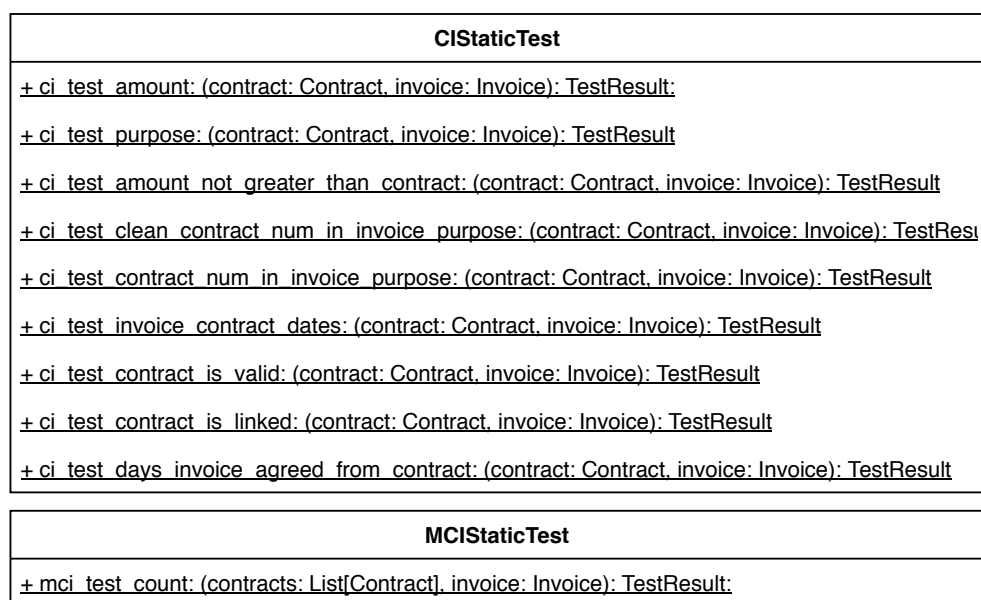 CIStaticTest
+ ci_test_amount: (contract: Contract, invoice: Invoice): TestResult:
+ ci_test_purpose: (contract: Contract, invoice: Invoice): TestResult
+ ci_test_amount_not_greater_than_contract: (contract: Contract, invoice: Invoice): TestResult
+ ci_test_clean_contract_num_in_invoice_purpose: (contract: Contract, invoice: Invoice):
+ ci_test_contract_num_in_invoice_purpose: (contract: Contract, invoice: Invoice): TestResult
+ ci_test_invoice_contract_dates: (contract: Contract, invoice: Invoice): TestResult
+ ci_test_contract_is_valid: (contract: Contract, invoice: Invoice): TestResult
+ ci_test_contract_is_linked: (contract: Contract, invoice: Invoice): TestResult
+ ci_test_days_invoice_agreed_from_contract: (contract: Contract, invoice: Invoice): TestResult
MCIStaticTest
+ mci_test_count: (contracts: List[Contract], invoice: Invoice): TestResult: